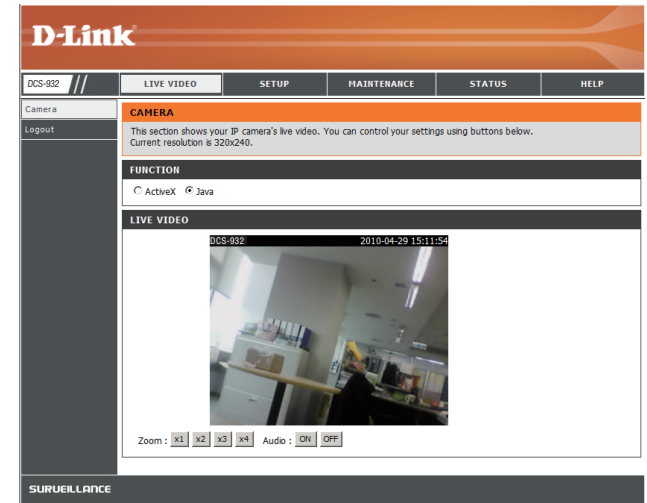 D-Link
DCS-932 // LIVE VIDEO SETUP MAINTENANCE STATUS HELP
Camera
Logout
CAMERA
This section shows your IP camera's live video. You can control your settings using buttons below.
Current resolution is 320x240.
FUNCTION
ActiveX Java
LIVE VIDEO
DCS-932 2010-04-29 15:11:54
Zoom : x1 x2 x3 x4 Audio : ON OFF
SURVEILLANCE